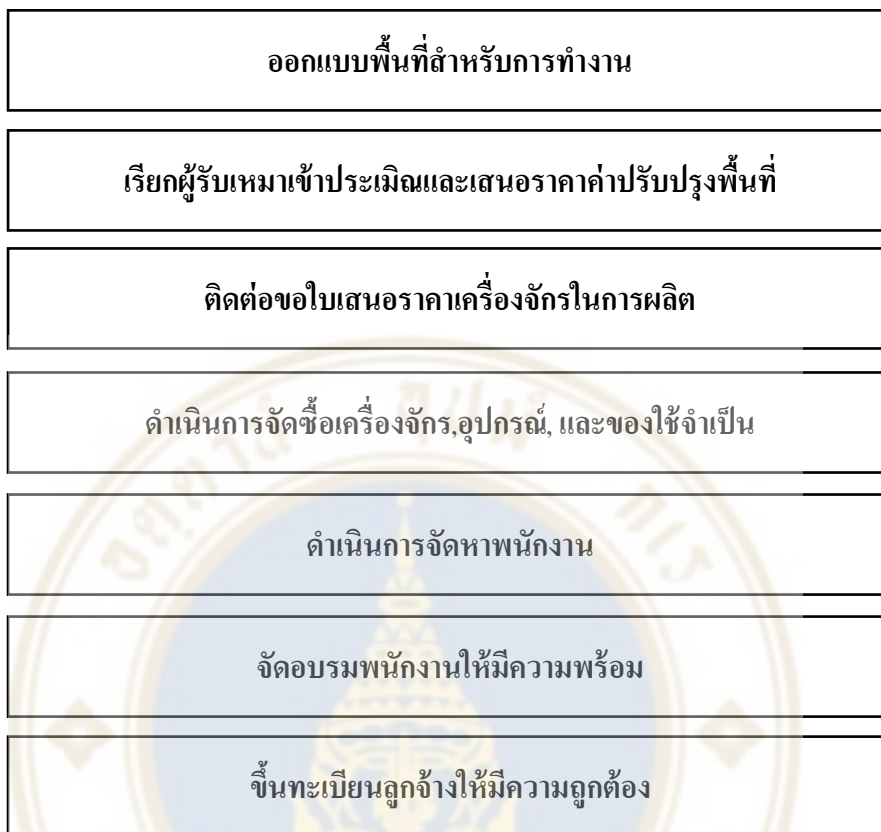 ออกแบบพื้นที่สำหรับการทำงาน
เรียกผู้รับเหมาเข้าประเมิณและเสนอราคาค่าปรับปรุงพื้นที่
ติดต่อขอใบเสนอราคาเครื่องจักรในการผลิต
ดำเนินการจัดซื้อเครื่องจักร,อุปกรณ์, และของใช้จำเป็น
ดำเนินการจัดหาพนักงาน
จัดอบรมพนักงานให้มีความพร้อม
ขึ้นทะเบียนลูกจ้างให้มีความถูกต้อง